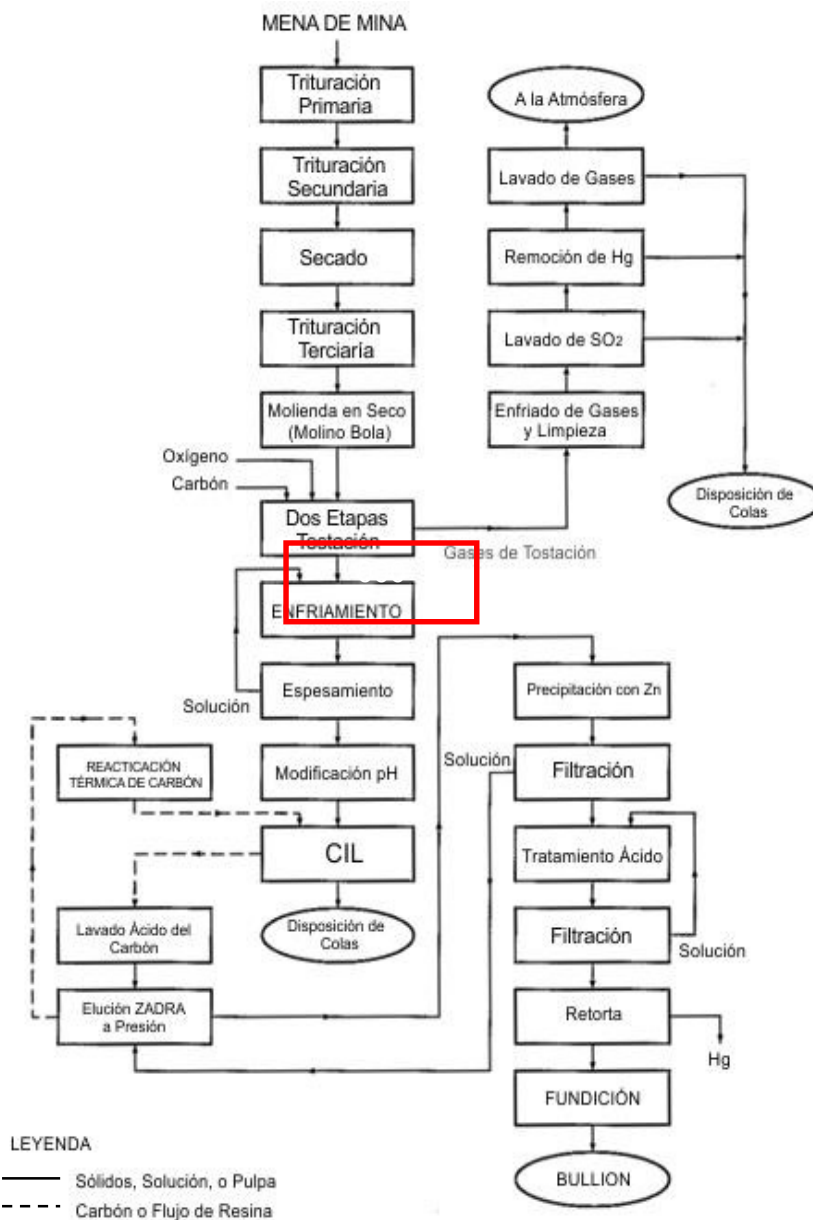 MENA DE MINA
Trituración
Primaria
Trituración
Secundaria
Secado
Trituración
Terciaría
Molienda en Seco
(Molino Bola)
Oxígeno
Carbón
Dos Etapas
Tostación
Gases de Tostación
A la Atmósfera
Lavado de Gases
Remoción de Hg
Lavado de SO2
Enfriado de Gases
y Limpieza
Disposición de
Colas
ENFRIAMIENTO
Espesamiento
Solución
Modificación pH
REACTICACIÓN
TÉRMICA DE CARBÓN
CIL
Disposición de
Colas
Lavado Ácido del
Carbón
Elución ZADRA
a Presión
Precipitación con Zn
Solución
Filtración
Tratamiento Ácido
Filtración
Solución
Retorta
Hg
FUNDICIÓN
BULLION
LEYENDA
Sólidos, Solución, o Pulpa
Carbón o Flujo de Resina